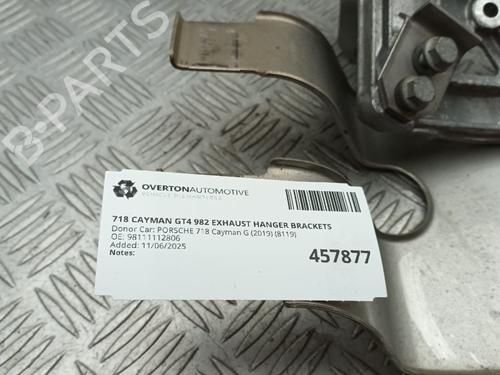 B-PARTS
OVERTONAUTOMOTIVE
VEHICLE DISMANTLERS
718 CAYMAN GT4 982 EXHAUST HANGER BRACKETS
Donor Car: PORSCHE 718 Cayman G (2019) (8119)
OE: 98111112806
Added: 11/06/2025
Notes:
457877